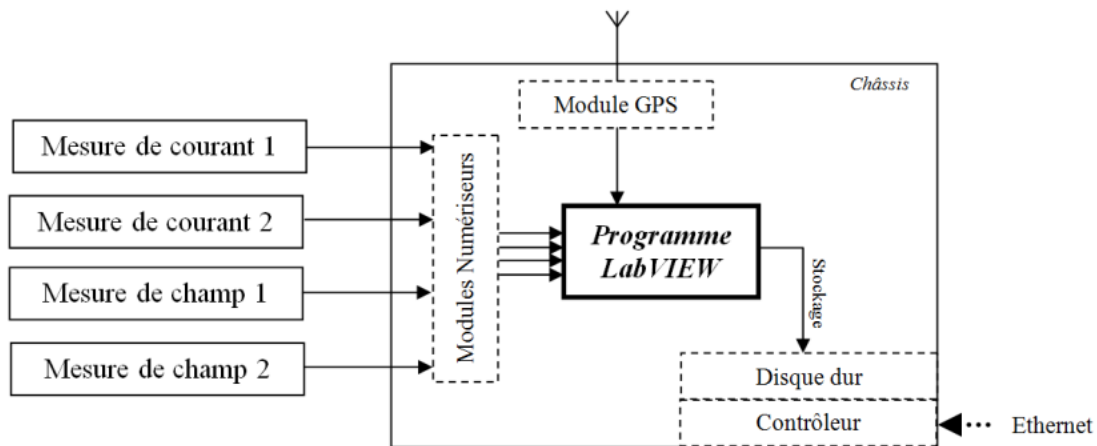 Châssis
Module GPS
Mesure de courant 1
Mesure de courant 2
Mesure de champ 1
Mesure de champ 2
Modules Numériseurs
Programme
LabVIEW
Stockage
Disque dur
Contrôleur
Ethernet